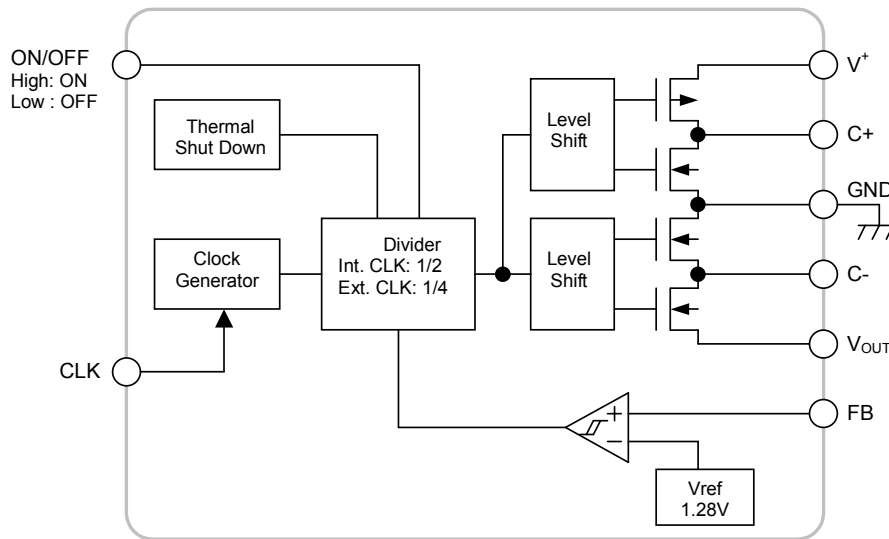 ON/OFF
High: ON
Low : OFF
Thermal
Shut Down
Clock
Generator
CLK
Divider
Int. CLK: 1/2
Ext. CLK: 1/4
Level
Shift
Level
Shift
V+
C+
GND
C-
VOUT
FB
+
−
Vref
1.28V